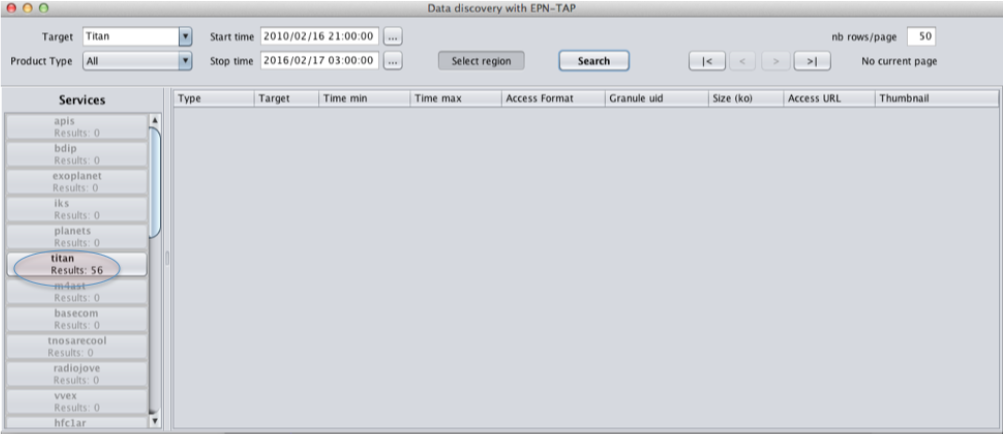 Data discovery with EPN-TAP
Target Titan Start time 2010/02/16 21:00:00 ... nb rows/page 50
Product Type All Stop time 2016/02/17 03:00:00 ... Select region Search |< < > >| No current page
Services Type Target Time min Time max Access Format Granule uid Size (ko) Access URL Thumbnail
apis
Results: 0
bdip
Results: 0
exoplanet
Results: 0
iks
Results: 0
planets
Results: 0
titan
Results: 56
m4ast
Results: 0
basecom
Results: 0
tnosarecool
Results: 0
radiojove
Results: 0
vvex
Results: 0
hfc1ar